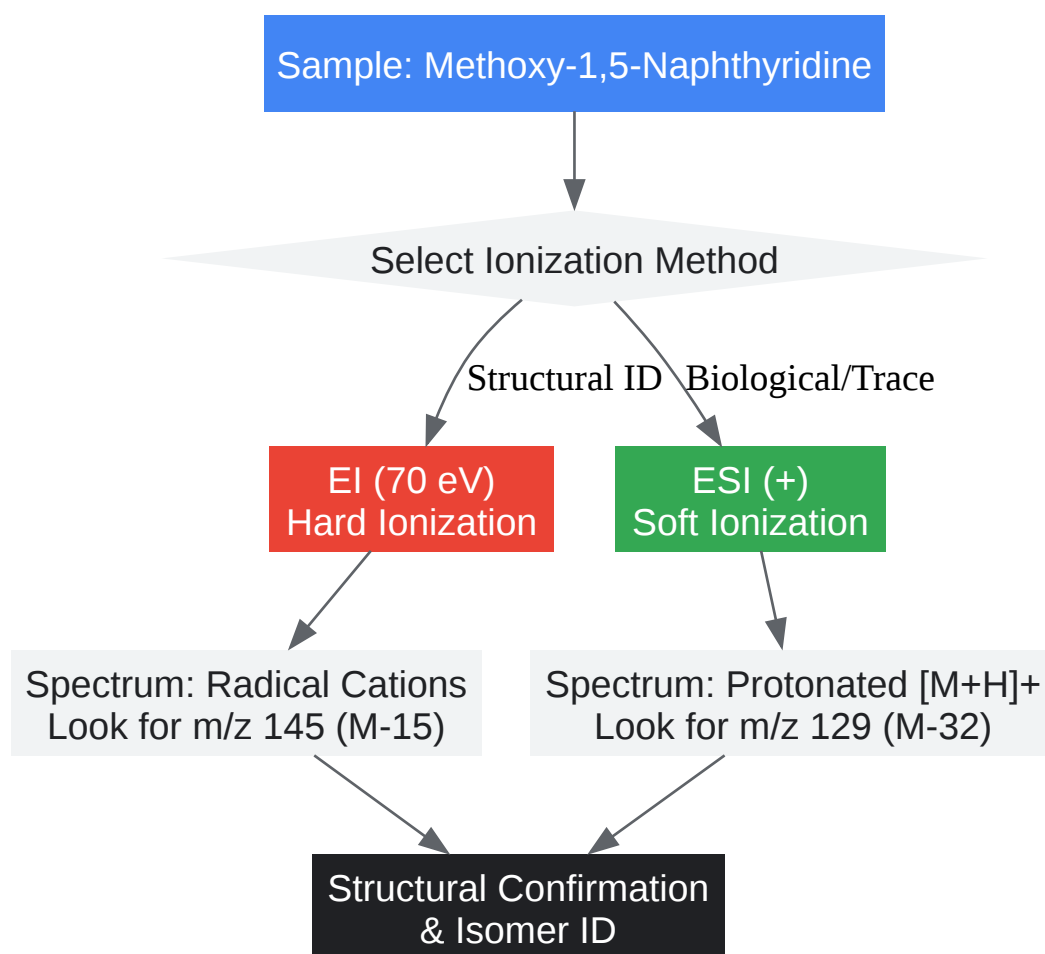 Sample: Methoxy-1,5-Naphthyridine
Select Ionization Method
Structural ID
Biological/Trace
EI (70 eV)
Hard Ionization
ESI (+)
Soft Ionization
Spectrum: Radical Cations
Look for m/z 145 (M-15)
Spectrum: Protonated [M+H]+
Look for m/z 129 (M-32)
Structural Confirmation
& Isomer ID